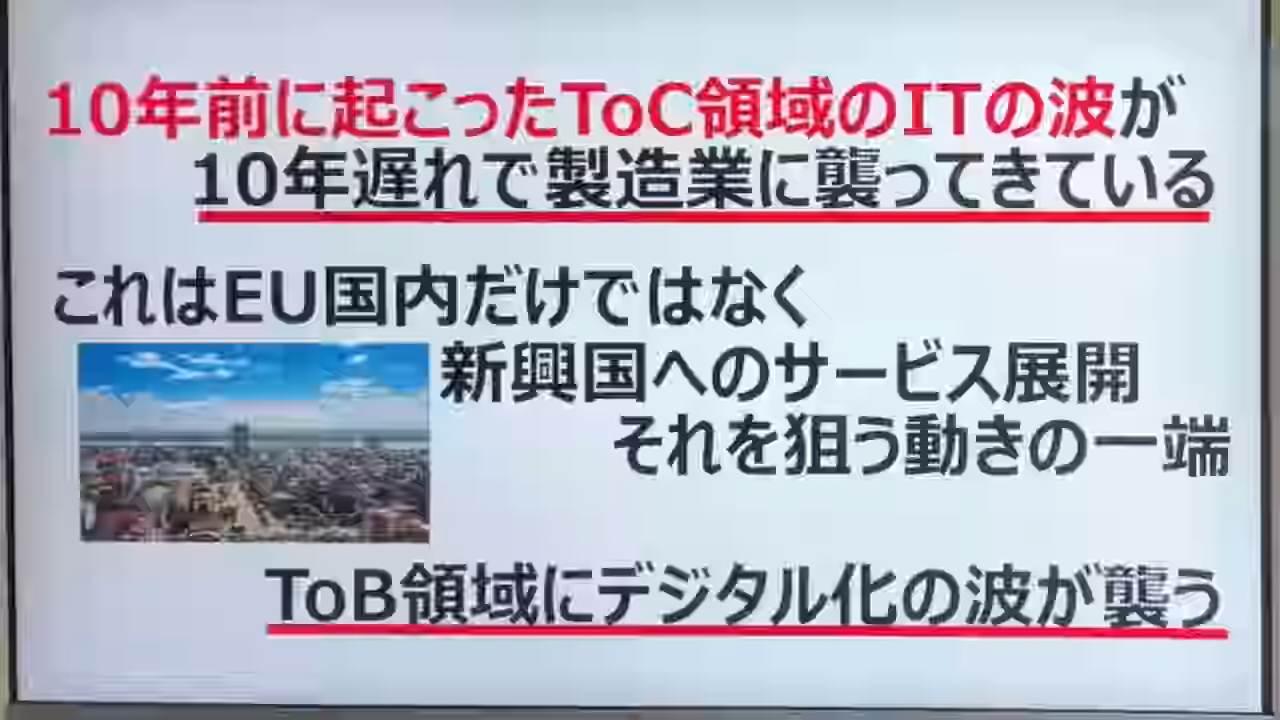 10年前に起こったToC領域のITの波が
10年遅れで製造業に襲ってきている
これはEU国内だけではなく
新興国へのサービス展開
それを狙う動きの一端
ToB領域にデジタル化の波が襲う